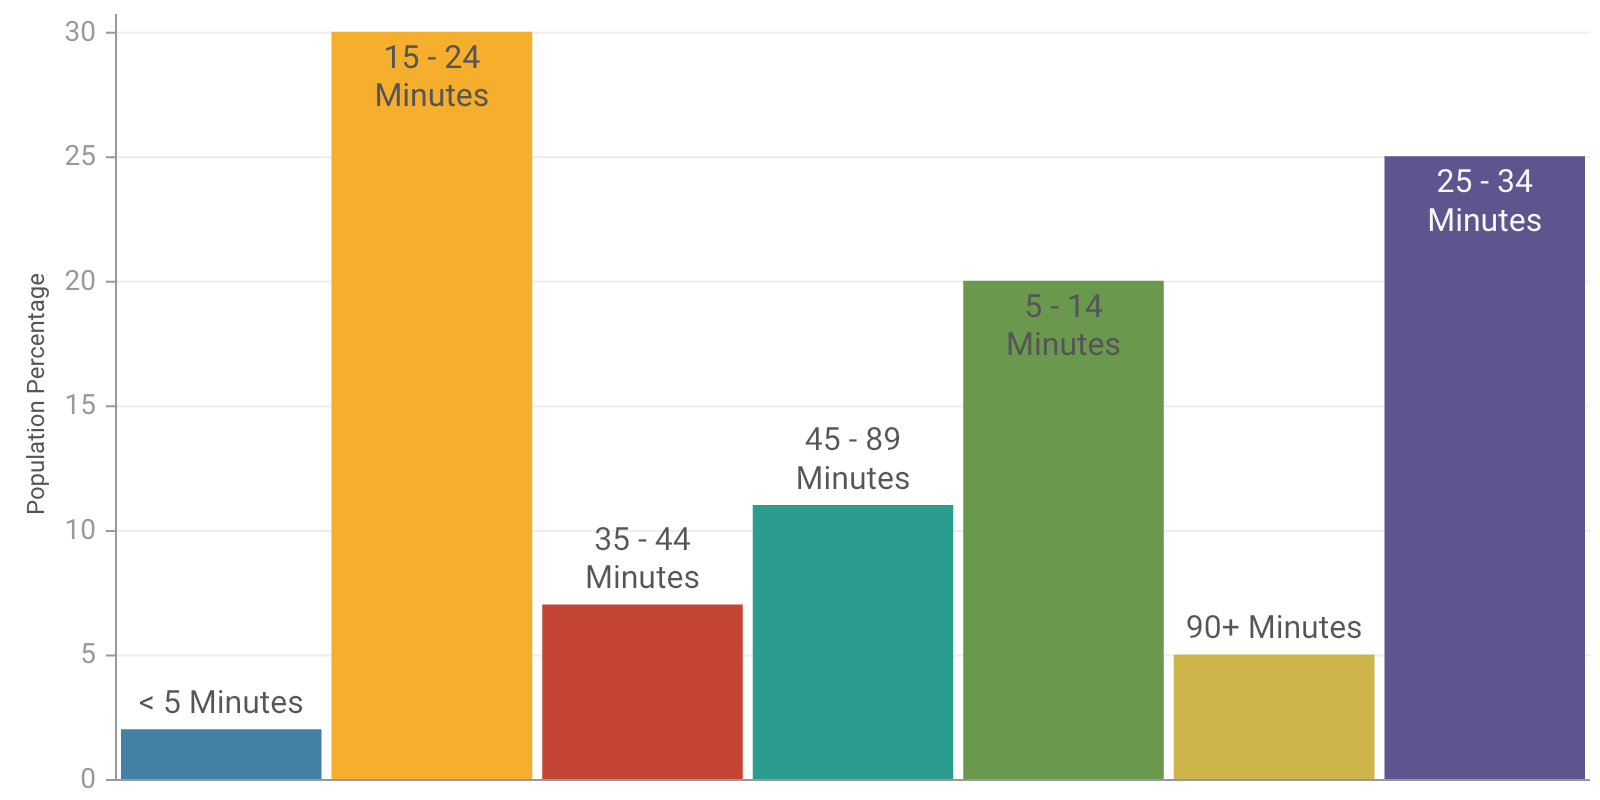 Population Percentage
30
25
20
15
10
5
0
< 5 Minutes
15 - 24
Minutes
35 - 44
Minutes
45 - 89
Minutes
5 - 14
Minutes
90+ Minutes
25 - 34
Minutes